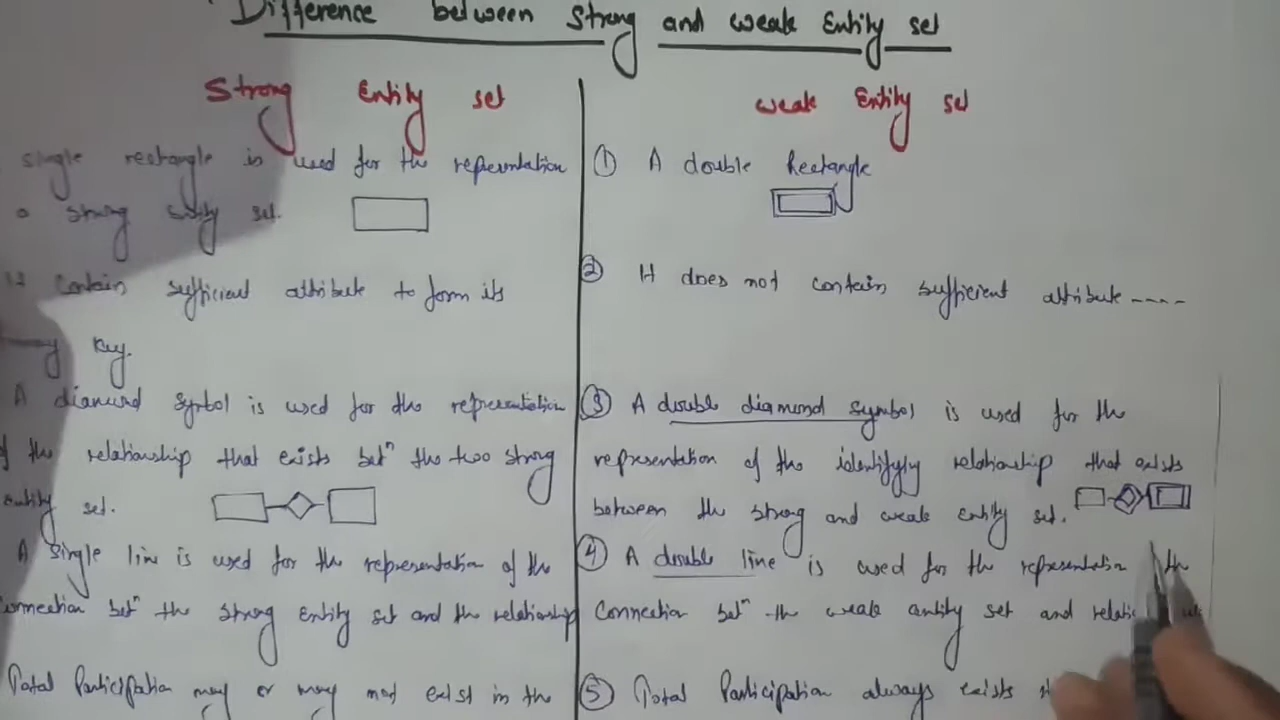 Difference between Strong and weak Entity set
Strong Entity set
single rectangle is used for the represntation
o strong entity set.
It contain sufficient attribute to form its
key.
A diamond symbol is used for the representation
of the relationship that exists betn the two strong
entity set.
A single line is used for the representation of the
connection betn the strong Entity set and the relationship
Total Participation may or may not exist in the
weak Entity set
① A double Rectangle
② It does not contain sufficient attribute ----
③ A double diamond symbol is used for the
representation of the identifyly relationship that exists
between the strong and weak entity set.
④ A double line is used for the representation the
Connection betn the weak antity set and
⑤ Total Participation always exists